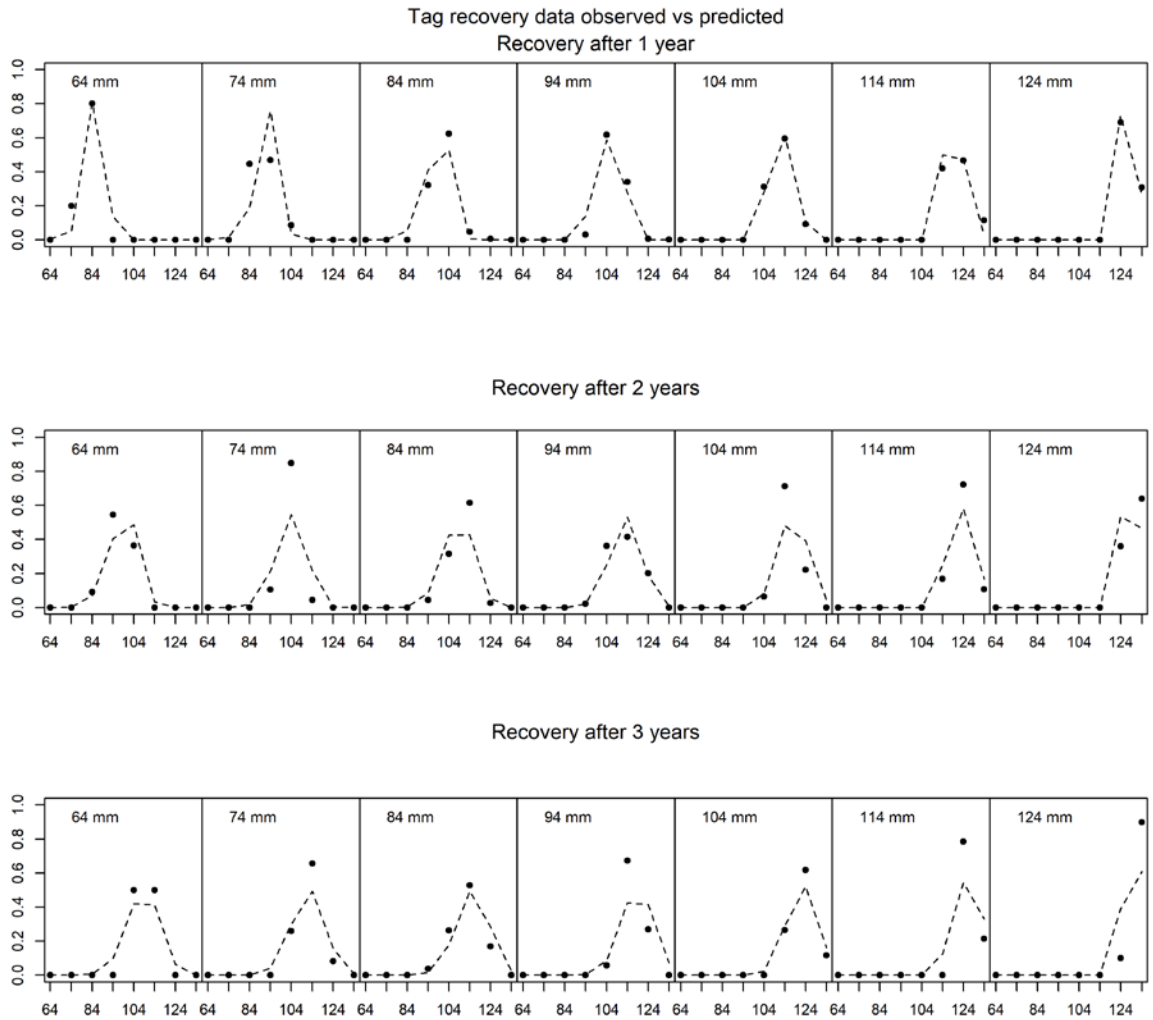 Tag recovery data observed vs predicted
Recovery after 1 year
64 mm 74 mm 84 mm 94 mm 104 mm 114 mm 124 mm
1.0
0.8
0.6
0.4
0.2
0.0
64 84 104 124 64 84 104 124 64 84 104 124 64 84 104 124 64 84 104 124 64 84 104 124 64 84 104 124
Recovery after 2 years
64 mm 74 mm 84 mm 94 mm 104 mm 114 mm 124 mm
1.0
0.8
0.6
0.4
0.2
0.0
64 84 104 124 64 84 104 124 64 84 104 124 64 84 104 124 64 84 104 124 64 84 104 124 64 84 104 124
Recovery after 3 years
64 mm 74 mm 84 mm 94 mm 104 mm 114 mm 124 mm
1.0
0.8
0.6
0.4
0.2
0.0
64 84 104 124 64 84 104 124 64 84 104 124 64 84 104 124 64 84 104 124 64 84 104 124 64 84 104 124